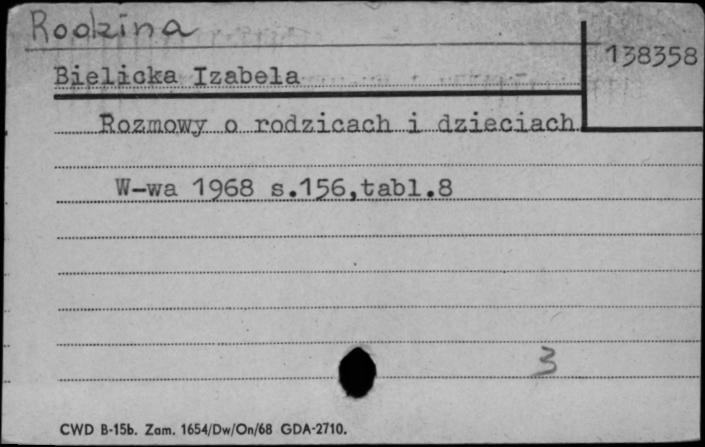 Rodzina
138358
Bielicka Izabela
Rozmowy o rodzicach i dzieciach
W-wa 1968 s.156,tabl.8
3
CWD B-15b. Zam. 1654/Dw/On/68 GDA-2710.